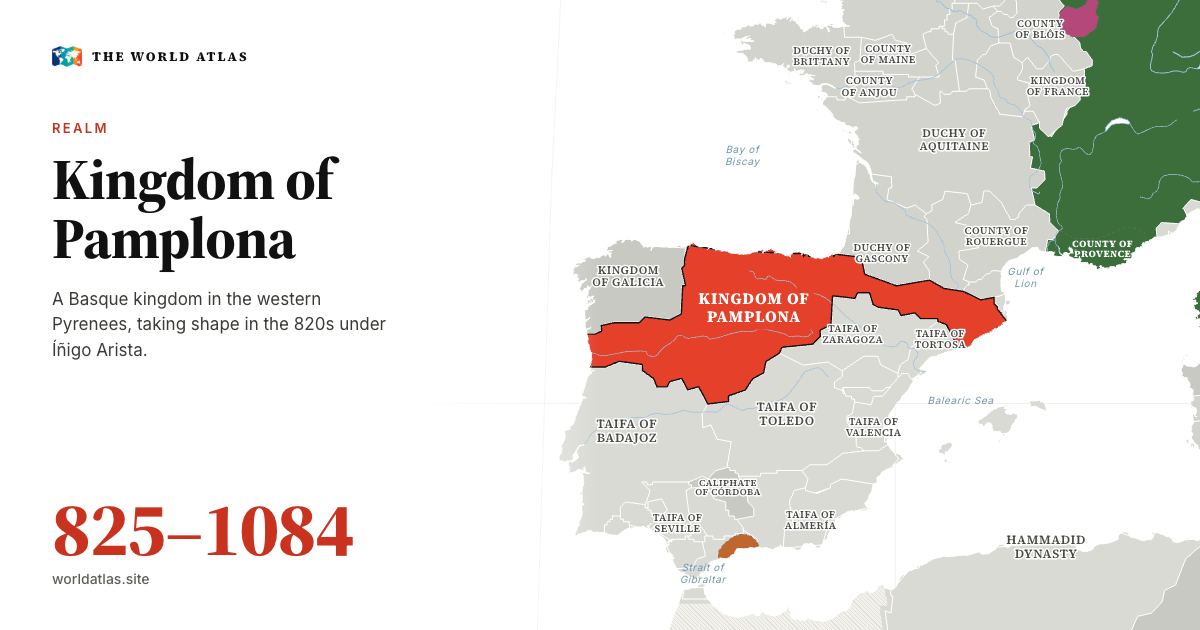 THE WORLD ATLAS
REALM
Kingdom of
Pamplona
A Basque kingdom in the western
Pyrenees, taking shape in the 820s under
Íñigo Arista.
825–1084
worldatlas.site
COUNTY
OF BLOIS
DUCHY OF
BRITTANY
COUNTY
OF MAINE
COUNTY
OF ANJOU
KINGDOM
OF FRANCE
DUCHY OF
AQUITAINE
Bay of
Biscay
COUNTY OF
ROUERGUE
DUCHY OF
GASCONY
COUNTY OF
PROVENCE
Gulf of
Lion
KINGDOM
OF GALICIA
KINGDOM OF
PAMPLONA
TAIFA OF
ZARAGOZA
TAIFA OF
TORTOSA
Balearic Sea
TAIFA OF
BADAJOZ
TAIFA OF
TOLEDO
TAIFA OF
VALENCIA
CALIPHATE
OF CÓRDOBA
TAIFA OF
SEVILLE
TAIFA OF
ALMERÍA
HAMMADID
DYNASTY
Strait of
Gibraltar